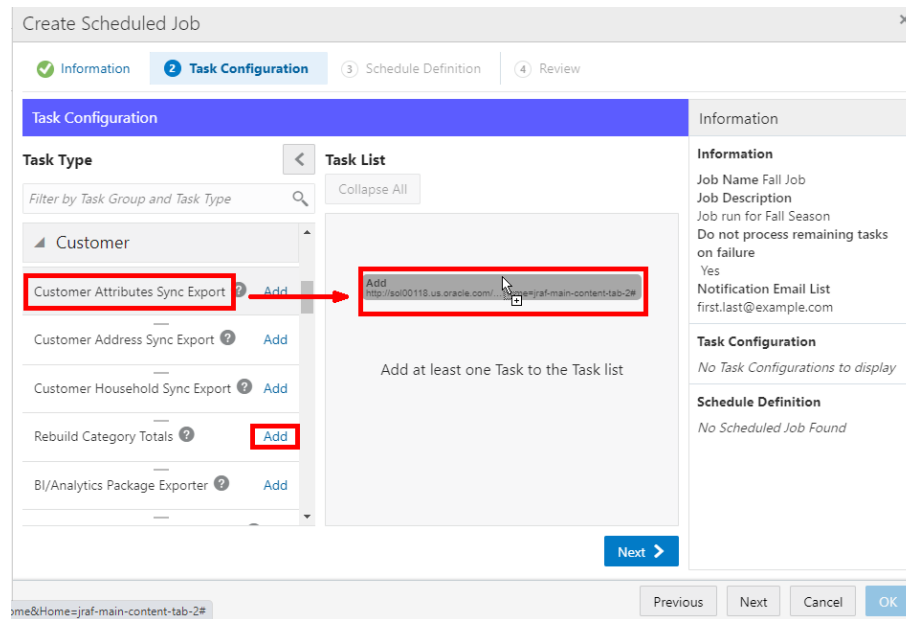 Create Scheduled Job
Information
2 Task Configuration
3 Schedule Definition
4 Review
Task Configuration
Task Type
Filter by Task Group and Task Type
Customer
Customer Attributes Sync Export ? Add
Customer Address Sync Export ? Add
Customer Household Sync Export ? Add
Rebuild Category Totals ? Add
BI/Analytics Package Exporter ? Add
Task List
Collapse All
Add
http://sol00118.us.oracle.com/...
=jraf-main-content-tab-2#
Add at least one Task to the Task list
Next
Information
Information
Job Name Fall Job
Job Description
Job run for Fall Season
Do not process remaining tasks
on failure
Yes
Notification Email List
first.last@example.com
Task Configuration
No Task Configurations to display
Schedule Definition
No Scheduled Job Found
Previous
Next
Cancel
OK
ome&Home=jraf-main-content-tab-2#